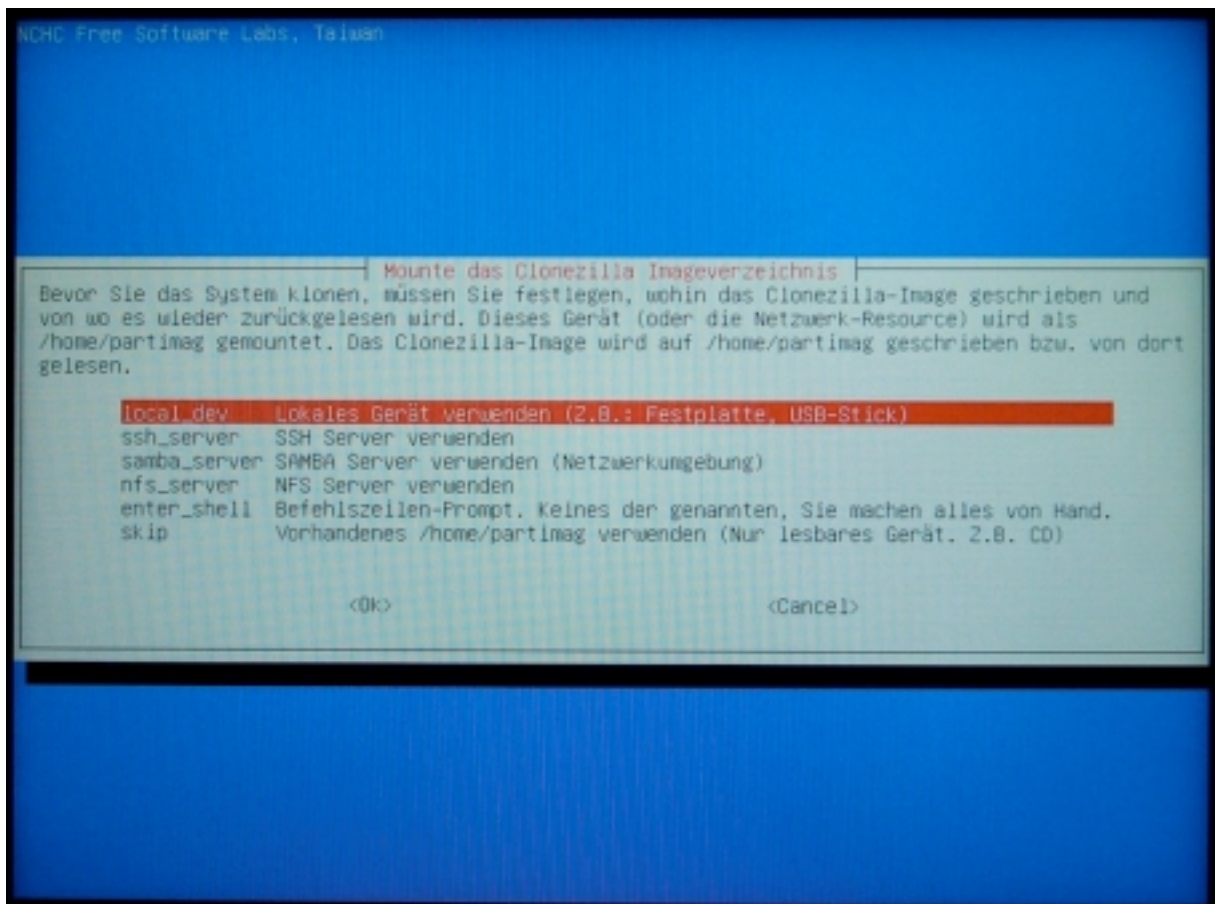 NCHC Free Software Labs, Taiwan
Mounte das Clonezilla Imageverzeichnis
Bevor Sie das System klonen, müssen Sie festlegen, wohin das Clonezilla-Image geschrieben und
von wo es wieder zurückgelesen wird. Dieses Gerät (oder die Netzwerk-Resource) wird als
/home/partimag gemountet. Das Clonezilla-Image wird auf /home/partimag geschrieben bzw. von dort
gelesen.
local_dev Lokales Gerät verwenden (Z.B.: Festplatte, USB-Stick)
ssh_server SSH Server verwenden
samba_server SAMBA Server verwenden (Netzwerkumgebung)
nfs_server NFS Server verwenden
enter_shell Befehlszeilen-Prompt. Keines der genannten, Sie machen alles von Hand.
skip Vorhandenes /home/partimag verwenden (Nur lesbares Gerät. Z.B. CD)
<Ok> <Cancel>